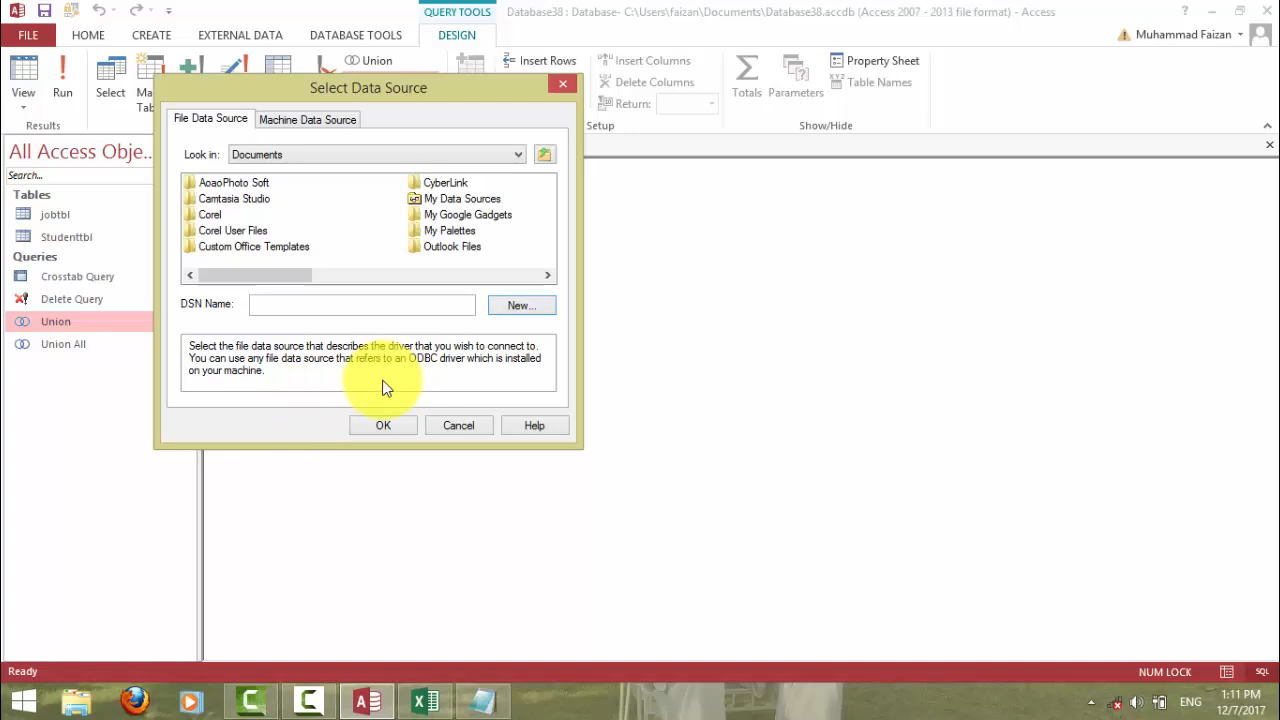 QUERY TOOLS
Database38 : Database- C:\Users\faizan\Documents\Database38.accdb (Access 2007 - 2013 file format) - Access
?
FILE
HOME
CREATE
EXTERNAL DATA
DATABASE TOOLS
DESIGN
Muhammad Faizan
View
Run
Select
Union
Insert Rows
Insert Columns
Delete Columns
Return:
Totals
Parameters
Property Sheet
Table Names
Results
Setup
Show/Hide
Select Data Source
File Data Source
Machine Data Source
Look in:
Documents
AoaoPhoto Soft
Camtasia Studio
Corel
Corel User Files
Custom Office Templates
CyberLink
My Data Sources
My Google Gadgets
My Palettes
Outlook Files
DSN Name:
New...
Select the file data source that describes the driver that you wish to connect to.
You can use any file data source that refers to an ODBC driver which is installed
on your machine.
OK
Cancel
Help
All Access Obje...
Search...
Tables
jobtbl
Studenttbl
Queries
Crosstab Query
Delete Query
Union
Union All
Ready
NUM LOCK
SQL
ENG
1:11 PM
12/7/2017